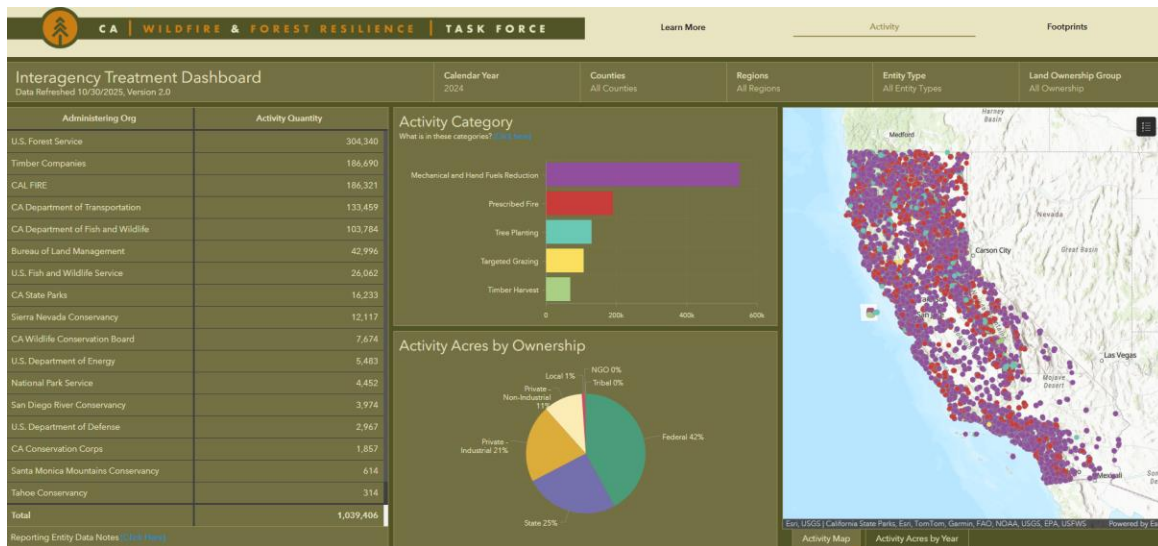 CA | WILDFIRE & FOREST RESILIENCE | TASK FORCE
Learn More
Activity
Footprints
Interagency Treatment Dashboard
Data Refreshed 10/30/2025, Version 2.0
Calendar Year
2024
Counties
All Counties
Regions
All Regions
Entity Type
All Entity Types
Land Ownership Group
All Ownership
Administering Org Activity Quantity
U.S. Forest Service 304,340
Timber Companies 186,690
CAL FIRE 186,321
CA Department of Transportation 133,459
CA Department of Fish and Wildlife 103,784
Bureau of Land Management 42,996
U.S. Fish and Wildlife Service 26,062
CA State Parks 16,233
Sierra Nevada Conservancy 12,117
CA Wildlife Conservation Board 7,674
U.S. Department of Energy 5,483
National Park Service 4,452
San Diego River Conservancy 3,974
U.S. Department of Defense 2,967
CA Conservation Corps 1,857
Santa Monica Mountains Conservancy 614
Tahoe Conservancy 314
Total 1,039,406
Reporting Entity Data Notes (Click Here)
Activity Category
What is in these categories?
Mechanical and Hand Fuels Reduction
Prescribed Fire
Tree Planting
Targeted Grazing
Timber Harvest
0 200k 400k 600k
Activity Acres by Ownership
NGO 0%
Local 1%
Tribal 0%
Private -
Non-Industrial
11%
Federal 42%
Private -
Industrial 21%
State 25%
Harney
Basin
Medford
Nevada
Carson City
Great Basin
Las Vegas
Mojave
Desert
Mexicali
Esri, USGS | California State Parks, Esri, TomTom, Garmin, FAO, NOAA, USGS, EPA, USFWS
Powered by Es
Activity Map
Activity Acres by Year